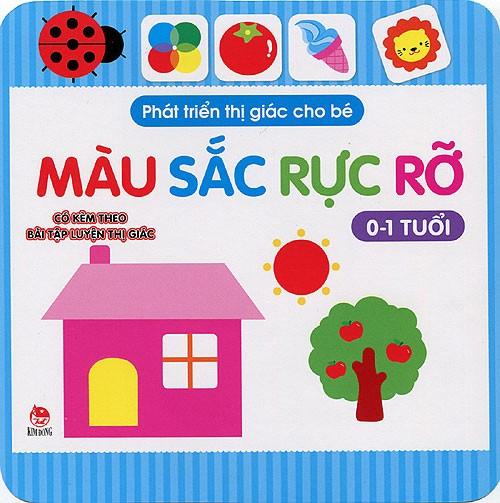 Phát triển thị giác cho bé
MÀU SẮC RỰC RỠ
CÓ KÈM THEO
BÀI TẬP LUYỆN THỊ GIÁC
0-1 TUỔI
KIM ĐỒNG